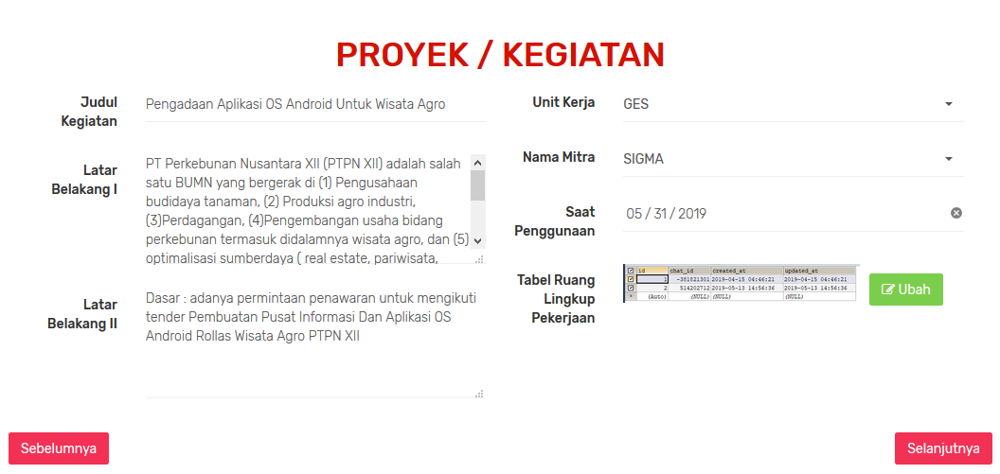 PROYEK / KEGIATAN
Judul
Kegiatan
Pengadaan Aplikasi OS Android Untuk Wisata Agro
Latar
Belakang I
PT Perkebunan Nusantara XII (PTPN XII) adalah salah
satu BUMN yang bergerak di (1) Pengusahaan
budidaya tanaman, (2) Produksi agro industri,
(3)Perdagangan, (4)Pengembangan usaha bidang
perkebunan termasuk didalamnya wisata agro, dan (5)
optimalisasi sumberdaya ( real estate, pariwisata,
Latar
Belakang II
Dasar : adanya permintaan penawaran untuk mengikuti
tender Pembuatan Pusat Informasi Dan Aplikasi OS
Android Rollas Wisata Agro PTPN XII
Unit Kerja
GES
Nama Mitra
SIGMA
Saat
Penggunaan
05 / 31 / 2019
Tabel Ruang
Lingkup
Pekerjaan
id chat_id created_at updated_at
1 -381821301 2019-04-15 04:46:21 2019-04-15 04:46:21
2 514202712 2019-05-13 14:56:36 2019-05-13 14:56:36
* (Auto) (NULL) (NULL) (NULL)
Ubah
Sebelumnya
Selanjutnya